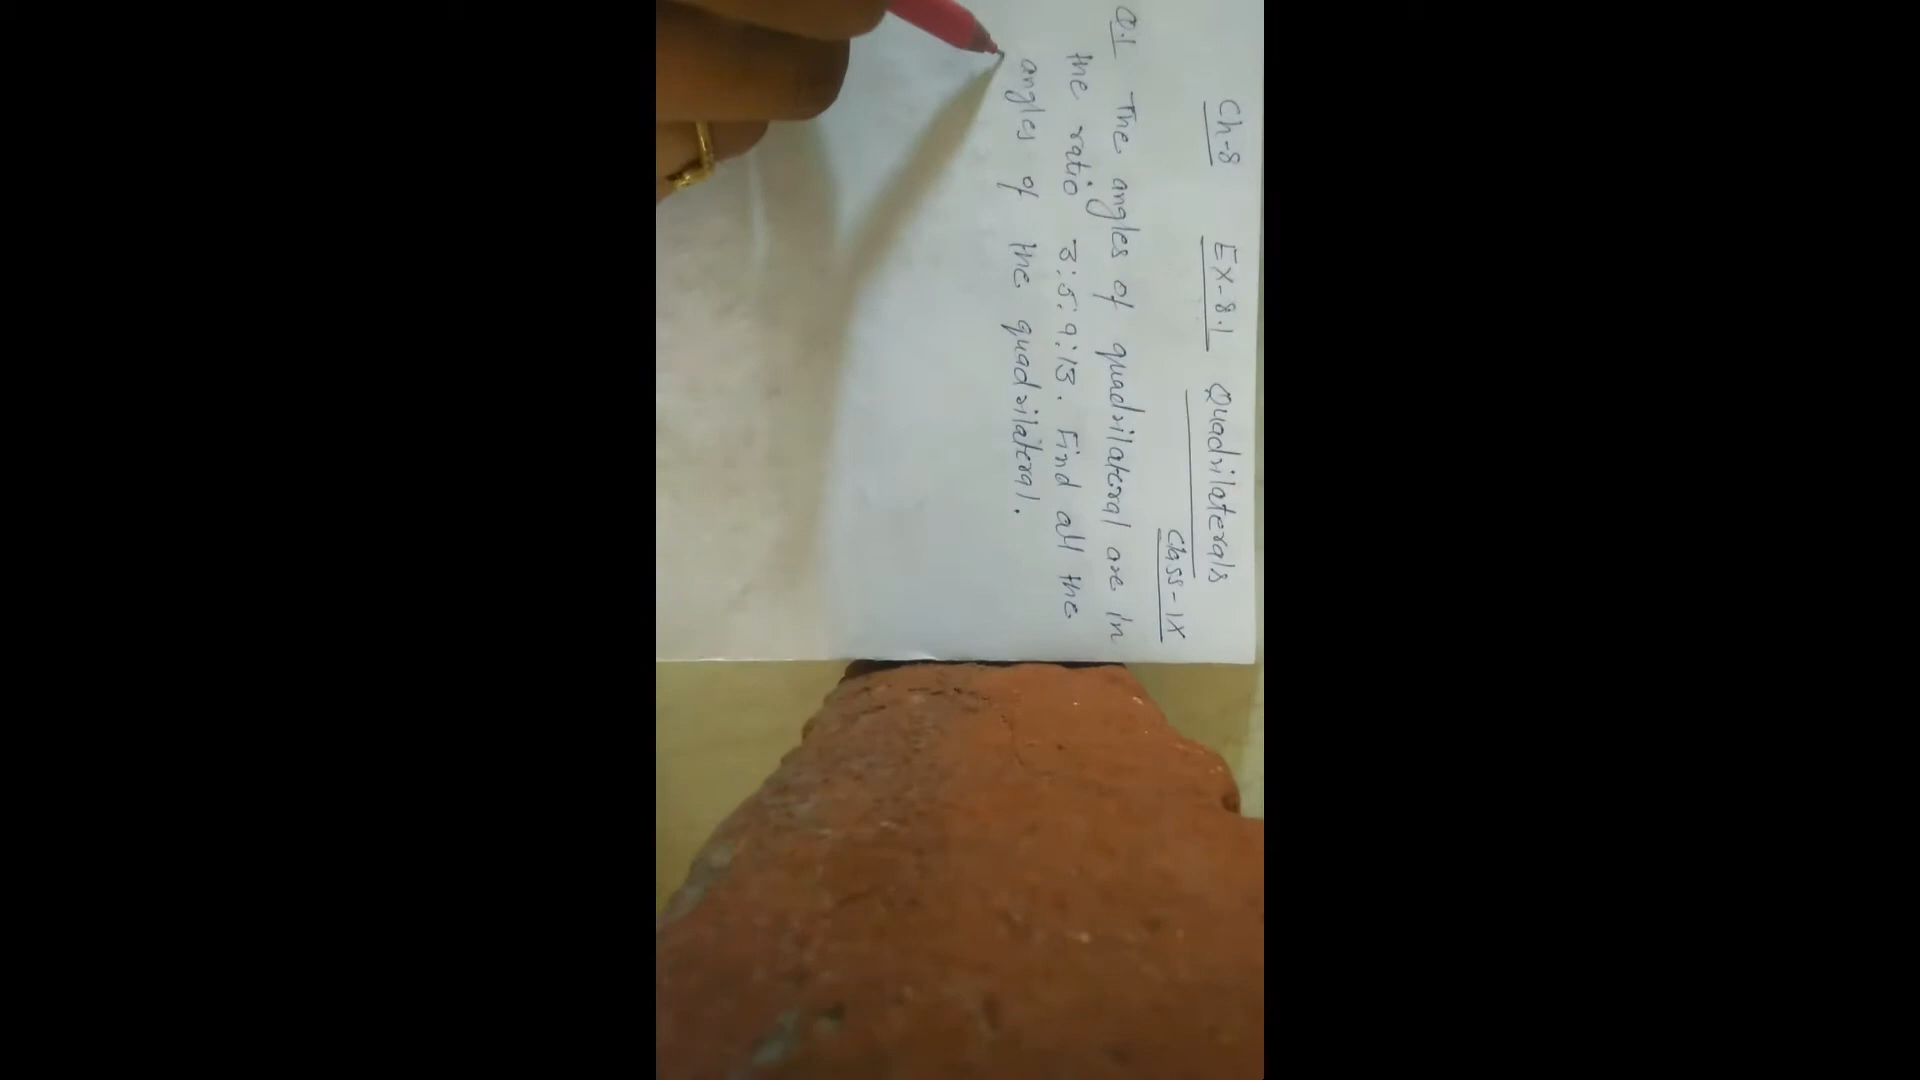 Ch-8 Ex-8.1 Quadrilaterals
Class-IX
Q.1 The angles of quadrilateral are in
the ratio 3:5:9:13. Find all the
angles of the quadrilateral.